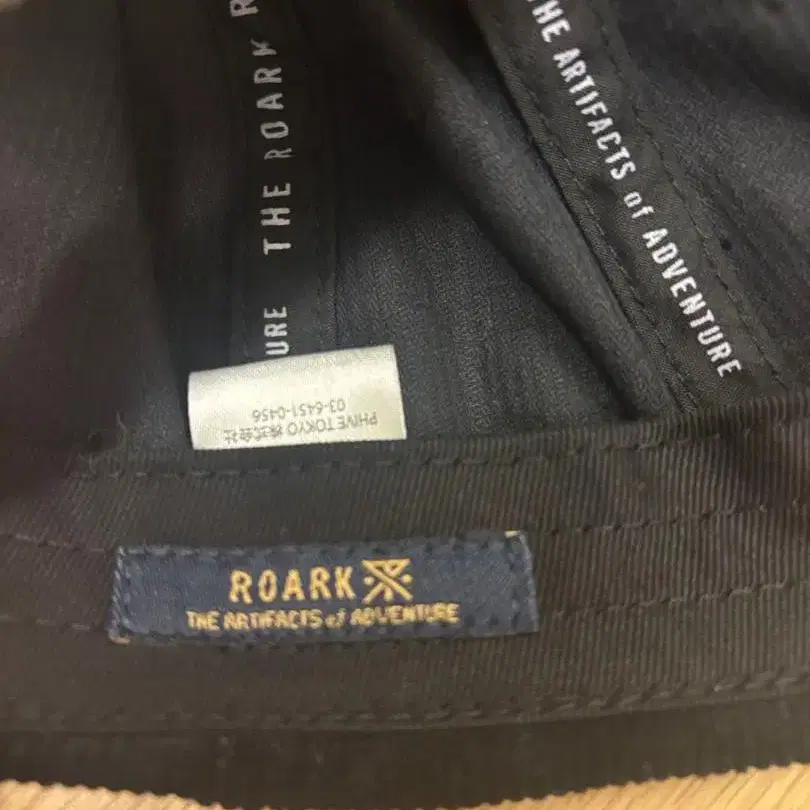 THE ROARK R
URE
THE ARTIFACTS of ADVENTURE
PHIVE TOKYO 株式会社
03-6451-0456
ROARK
THE ARTIFACTS of ADVENTURE